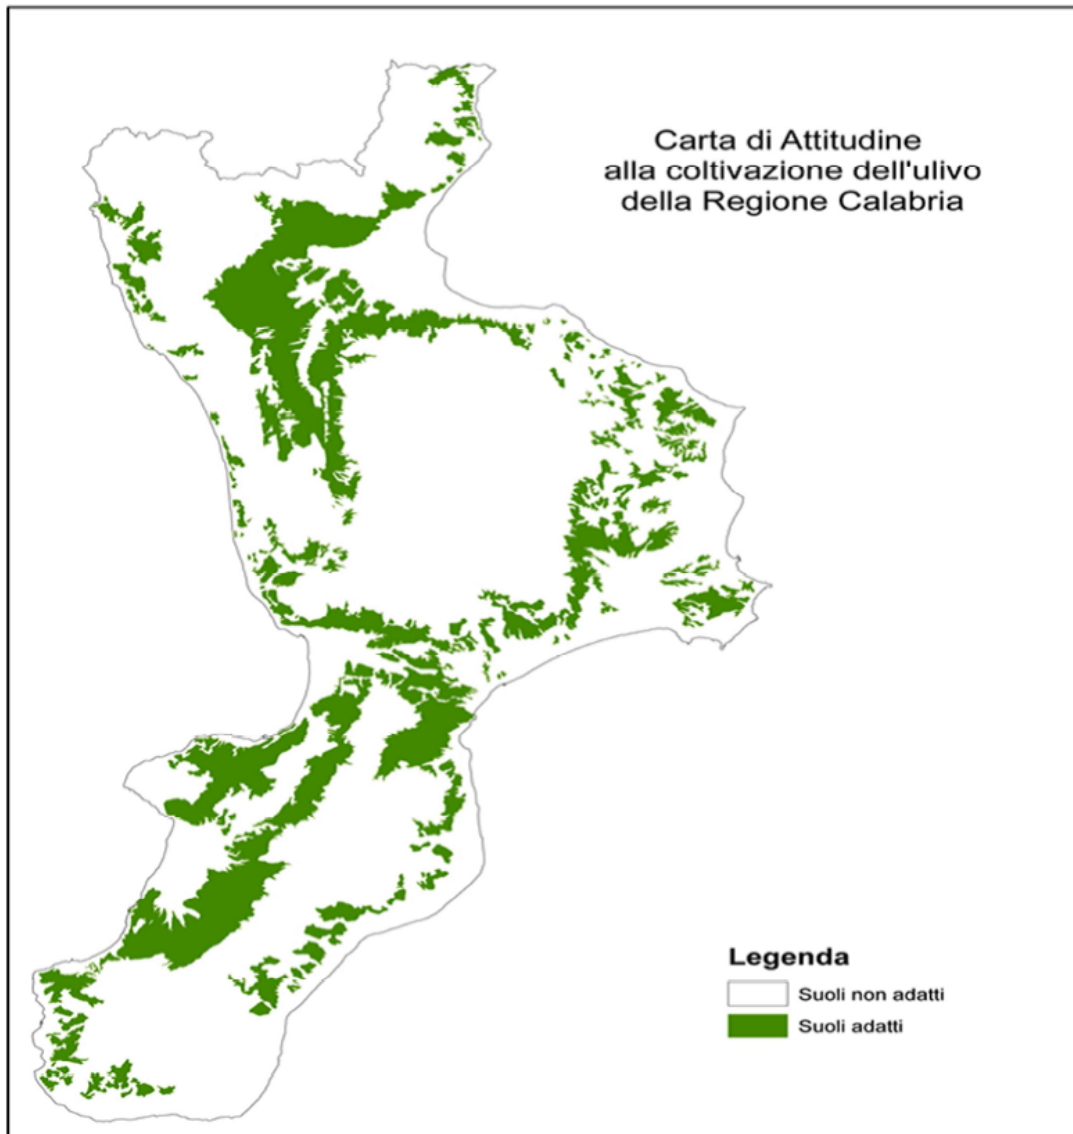 Carta di Attitudine
alla coltivazione dell'ulivo
della Regione Calabria
Legenda
Suoli non adatti
Suoli adatti